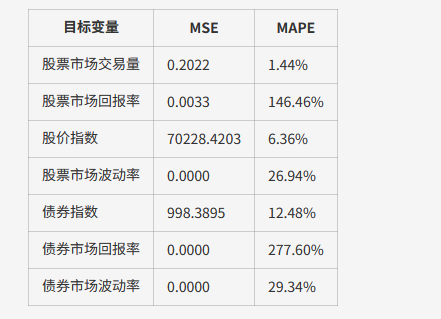 目标变量 MSE MAPE
股票市场交易量 0.2022 1.44%
股票市场回报率 0.0033 146.46%
股价指数 70228.4203 6.36%
股票市场波动率 0.0000 26.94%
债券指数 998.3895 12.48%
债券市场回报率 0.0000 277.60%
债券市场波动率 0.0000 29.34%